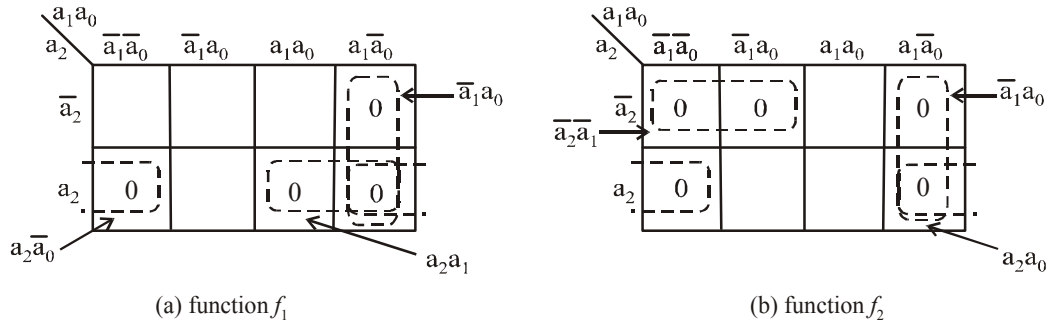 a₁a₀
a₂ a̅₁a̅₀ a̅₁a₀ a₁a₀ a₁a̅₀
a̅₂ 0 a̅₁a₀
a₂ 0 0 0
a₂a̅₀ a₂a₁
(a) function f₁
a₁a₀
a₂ a̅₁a̅₀ a̅₁a₀ a₁a₀ a₁a̅₀
a̅₂ 0 0 0 a̅₁a₀
a̅₂a̅₁
a₂ 0 0
a₂a₀
(b) function f₂